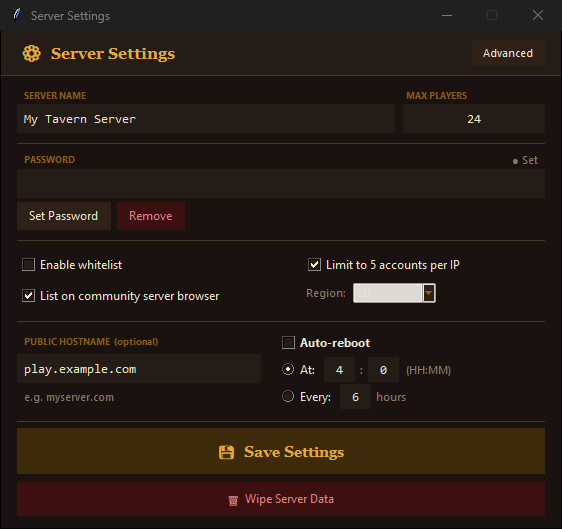 Server Settings
Server Settings
Advanced
SERVER NAME
MAX PLAYERS
My Tavern Server
24
PASSWORD
● Set
Set Password
Remove
Enable whitelist
Limit to 5 accounts per IP
List on community server browser
Region:
EU
PUBLIC HOSTNAME (optional)
Auto-reboot
play.example.com
At: 4 : 0 (HH:MM)
e.g. myserver.com
Every: 6 hours
Save Settings
Wipe Server Data